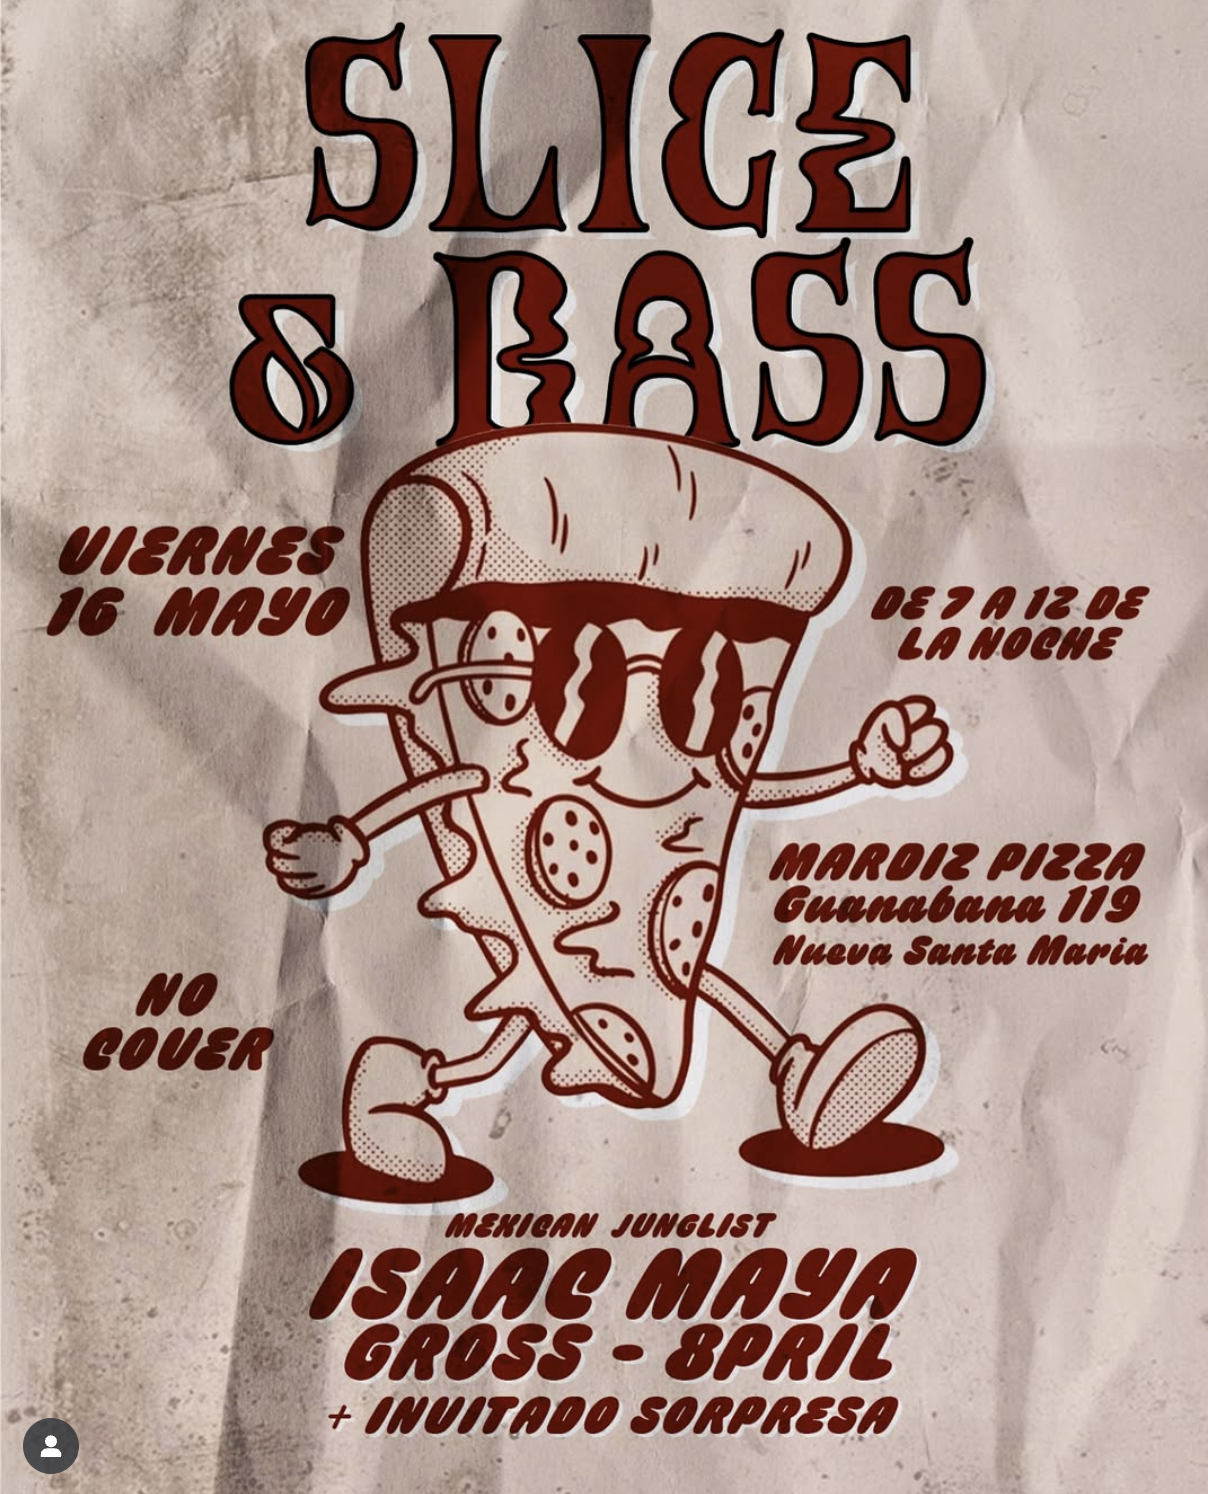 SLICE
& BASS
VIERNES
16 MAYO
DE 7 A 12 DE
LA NOCHE
MARDIZ PIZZA
Guanabana 119
Nueva Santa Maria
NO
COVER
MEXICAN JUNGLIST
ISAAC MAYA
GROSS - 8PRIL
+ INVITADO SORPRESA